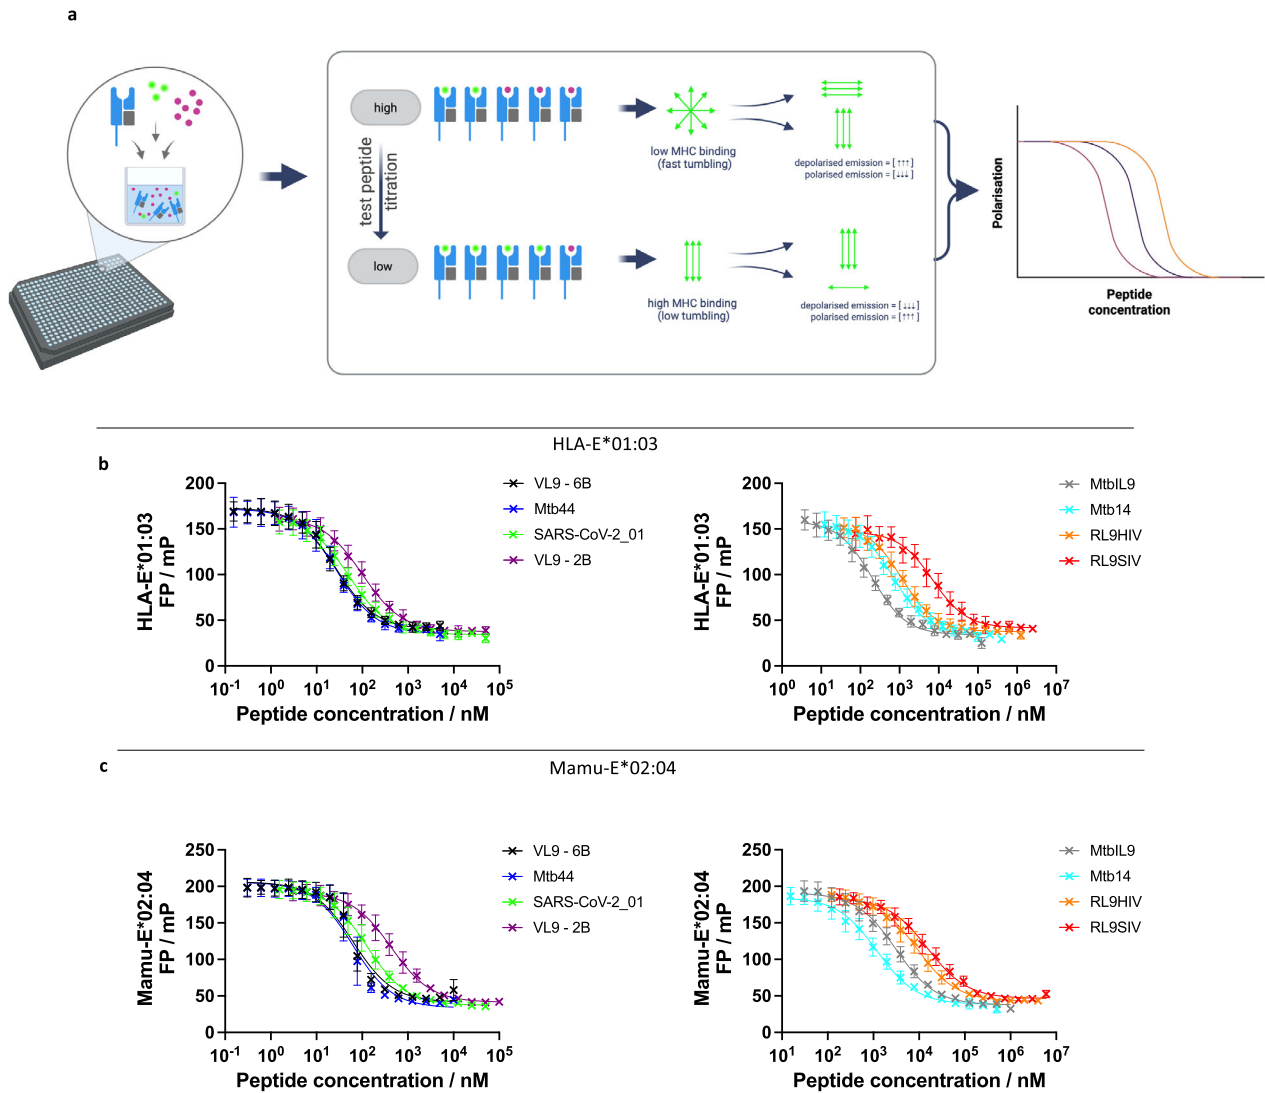 a
high
test peptide
titration
low
low MHC binding
(fast tumbling)
depolarised emission = [↑↑↑]
polarised emission = [↓↓↓]
high MHC binding
(low tumbling)
depolarised emission = [↓↓↓]
polarised emission = [↑↑↑]
Polarisation
Peptide
concentration
HLA-E*01:03
b
HLA-E*01:03
FP / mP
200
150
100
50
0
10⁻¹ 10⁰ 10¹ 10² 10³ 10⁴ 10⁵
Peptide concentration / nM
VL9 - 6B
Mtb44
SARS-CoV-2_01
VL9 - 2B
HLA-E*01:03
FP / mP
200
150
100
50
0
10⁰ 10¹ 10² 10³ 10⁴ 10⁵ 10⁶ 10⁷
Peptide concentration / nM
MtbIL9
Mtb14
RL9HIV
RL9SIV
c
Mamu-E*02:04
Mamu-E*02:04
FP / mP
250
200
150
100
50
0
10⁻¹ 10⁰ 10¹ 10² 10³ 10⁴ 10⁵
Peptide concentration / nM
VL9 - 6B
Mtb44
SARS-CoV-2_01
VL9 - 2B
Mamu-E*02:04
FP / mP
250
200
150
100
50
0
10¹ 10² 10³ 10⁴ 10⁵ 10⁶ 10⁷
Peptide concentration / nM
MtbIL9
Mtb14
RL9HIV
RL9SIV